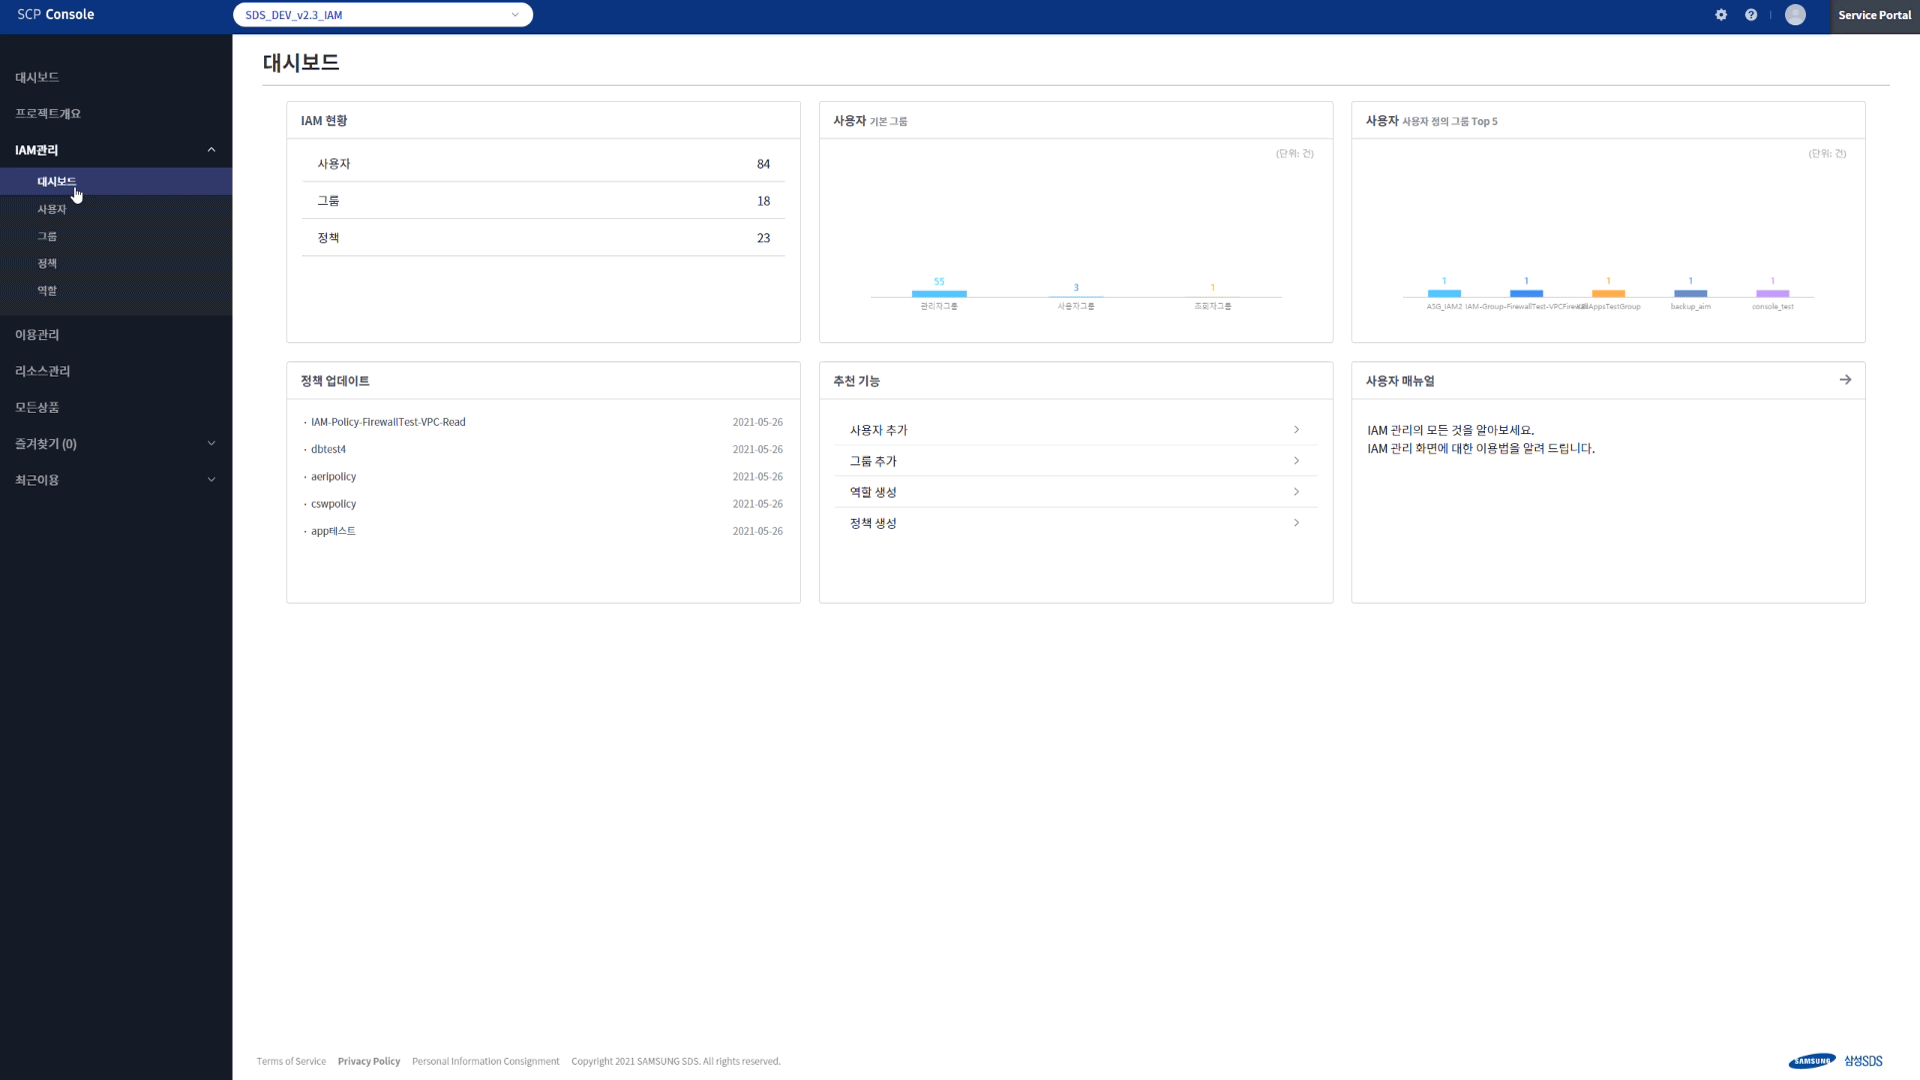 SCP Console
SDS_DEV_v2.3_IAM
Service Portal
대시보드
프로젝트개요
IAM관리
대시보드
사용자
그룹
정책
역할
이용관리
리소스관리
모든상품
즐겨찾기 (0)
최근이용
대시보드
IAM 현황
사용자 84
그룹 18
정책 23
사용자 기본 그룹
(단위: 건)
55 3 1
관리자그룹 사용자그룹 조회자그룹
사용자 사용자 정의 그룹 Top 5
(단위: 건)
1 1 1 1 1
ASG_IAM2 IAM-Group-FirewallTest-VPCFirewall AppsTestGroup backup_aim console_test
정책 업데이트
· IAM-Policy-FirewallTest-VPC-Read 2021-05-26
· dbtest4 2021-05-26
· aeripolicy 2021-05-26
· cswpolicy 2021-05-26
· app테스트 2021-05-26
추천 기능
사용자 추가
그룹 추가
역할 생성
정책 생성
사용자 매뉴얼
IAM 관리의 모든 것을 알아보세요.
IAM 관리 화면에 대한 이용법을 알려 드립니다.
Terms of Service Privacy Policy Personal Information Consignment Copyright 2021 SAMSUNG SDS. All rights reserved.
SAMSUNG 삼성SDS